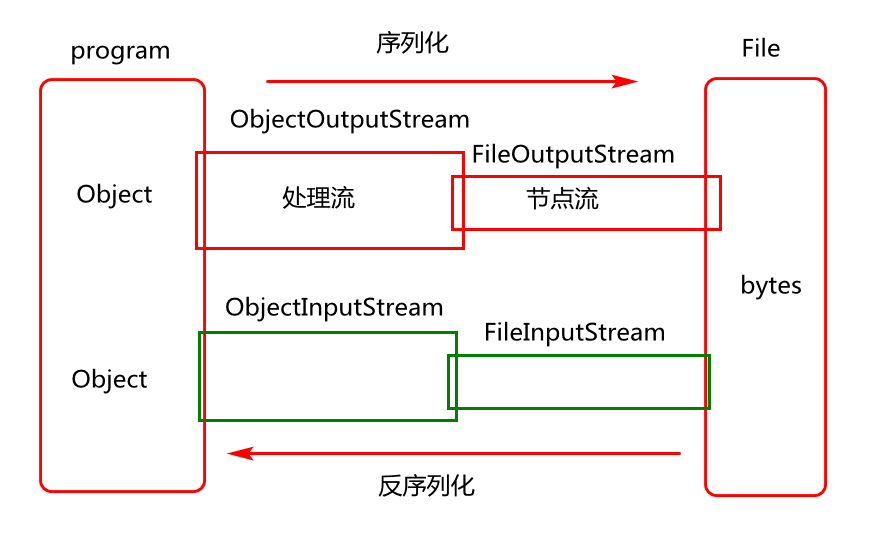 program
序列化
File
ObjectOutputStream
FileOutputStream
Object
处理流
节点流
bytes
ObjectInputStream
FileInputStream
Object
反序列化